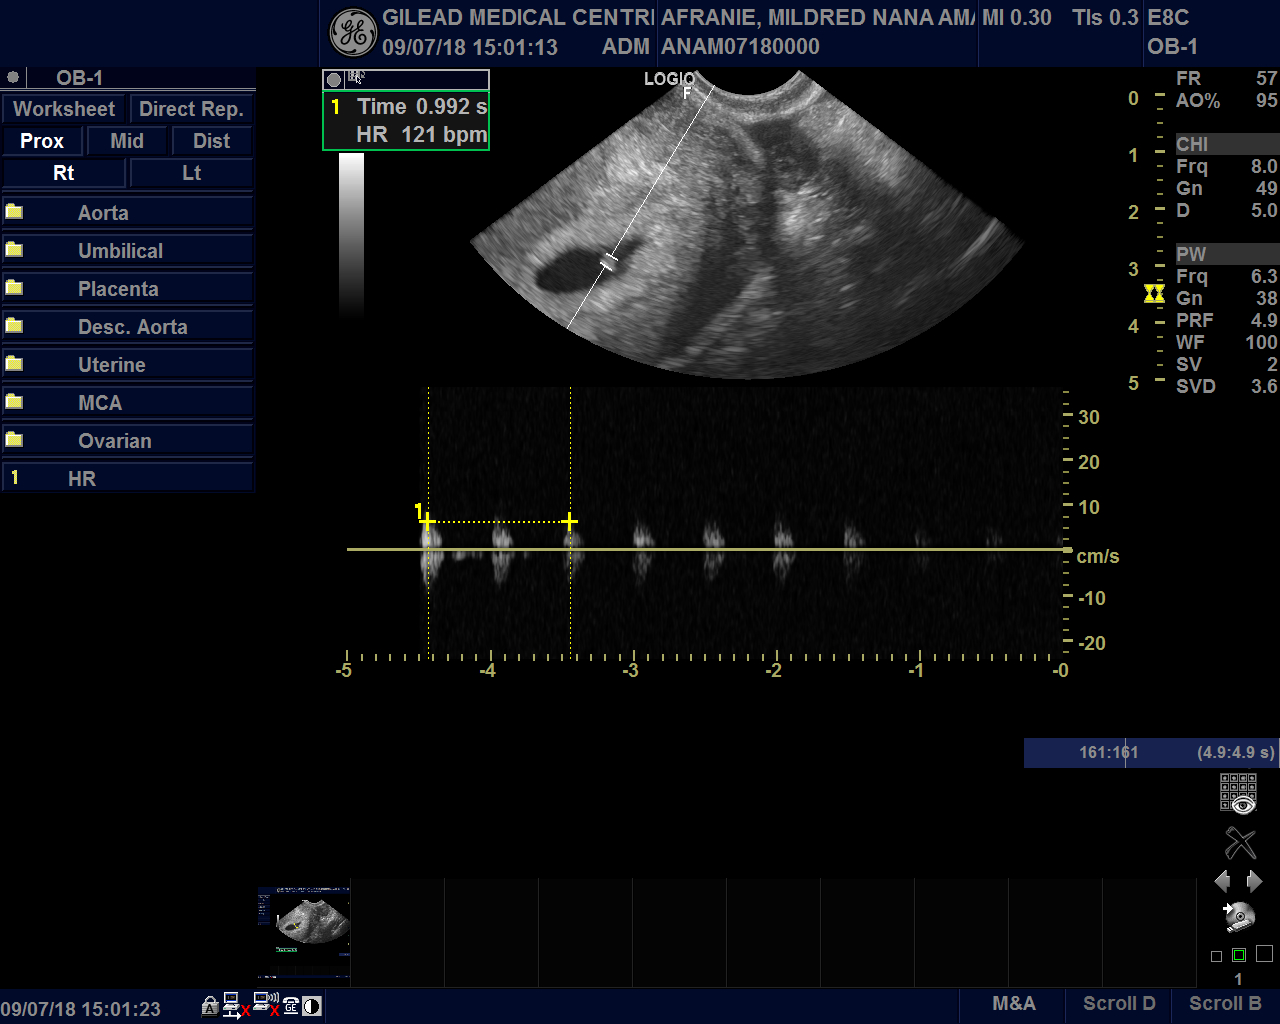 GILEAD MEDICAL CENTR
AFRANIE, MILDRED NANA AM
MI 0.30 TIs 0.3
E8C
09/07/18 15:01:13 ADM
ANAM07180000
OB-1
OB-1
Worksheet Direct Rep.
Prox Mid Dist
Rt Lt
Aorta
Umbilical
Placenta
Desc. Aorta
Uterine
MCA
Ovarian
1 HR
1 Time 0.992 s
HR 121 bpm
LOGIQ
F
0
1
2
3
4
5
FR 57
AO% 95
CHI
Frq 8.0
Gn 49
D 5.0
PW
Frq 6.3
Gn 38
PRF 4.9
WF 100
SV 2
SVD 3.6
1
30
20
10
cm/s
-10
-20
-5 -4 -3 -2 -1 -0
161:161 (4.9:4.9 s)
1
09/07/18 15:01:23
A
GE
M&A Scroll D Scroll B